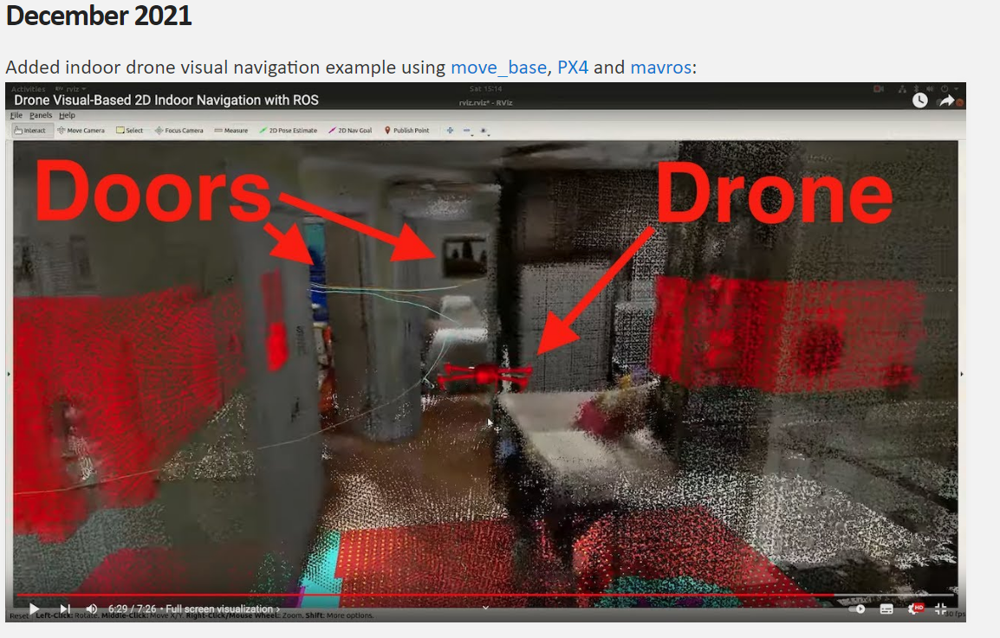 December 2021
Added indoor drone visual navigation example using move_base, PX4 and mavros:
Activities rviz Sat 15:14
Drone Visual-Based 2D Indoor Navigation with ROS
rviz.rviz* - RViz
File Panels Help
Interact Move Camera Select Focus Camera Measure 2D Pose Estimate 2D Nav Goal Publish Point
Doors
Drone
6:29 / 7:26 • Full screen visualization
HD
Reset Left-Click: Rotate. Middle-Click: Move X/Y. Right-Click/Mouse Wheel: Zoom. Shift: More options.
30 fps